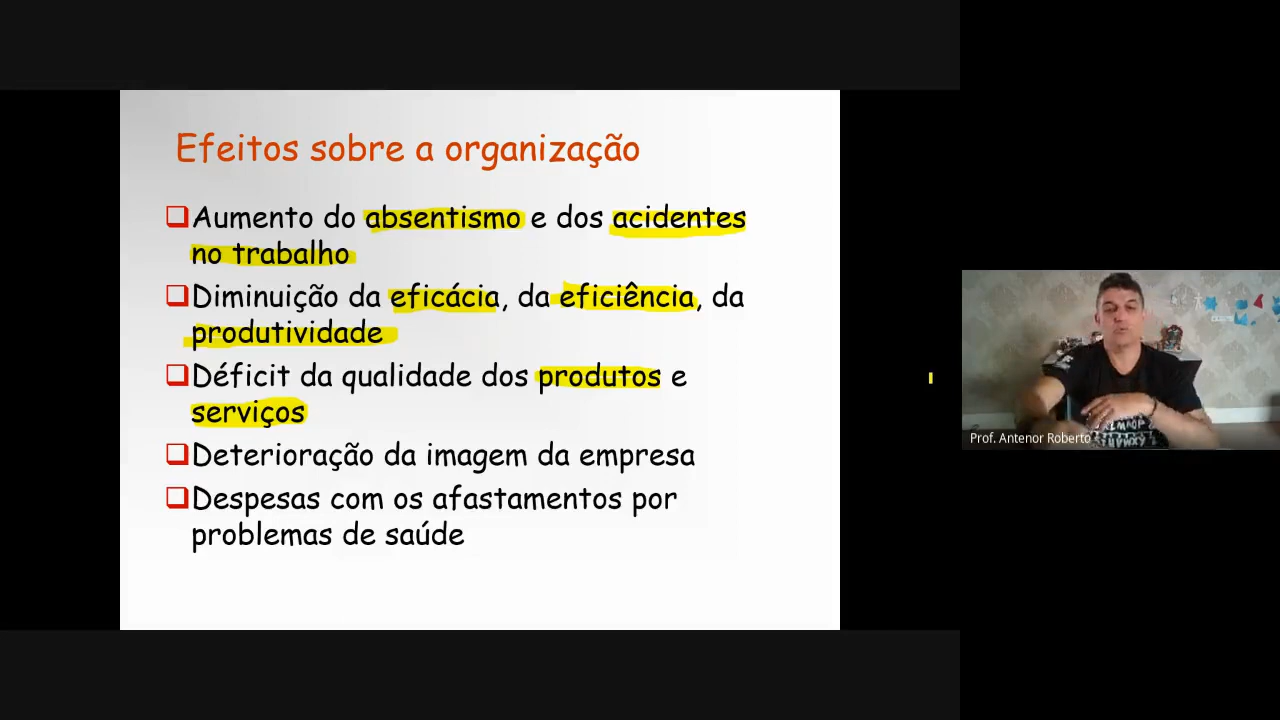 Efeitos sobre a organização
❑Aumento do absentismo e dos acidentes
no trabalho
❑Diminuição da eficácia, da eficiência, da
produtividade
❑Déficit da qualidade dos produtos e
serviços
❑Deterioração da imagem da empresa
❑Despesas com os afastamentos por
problemas de saúde
Prof. Antenor Roberto